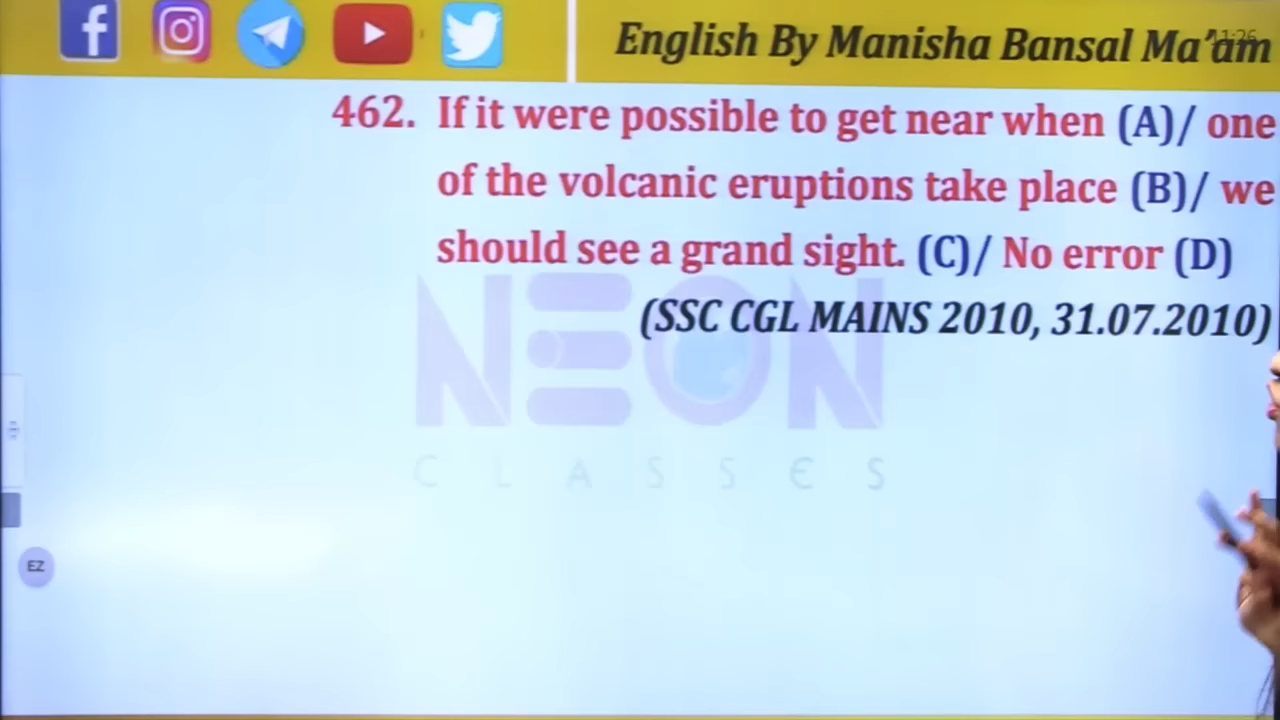 English By Manisha Bansal Ma'am
11:26
462. If it were possible to get near when (A)/ one
of the volcanic eruptions take place (B)/ we
should see a grand sight. (C)/ No error (D)
(SSC CGL MAINS 2010, 31.07.2010)
NEON
CLASSES
EZ